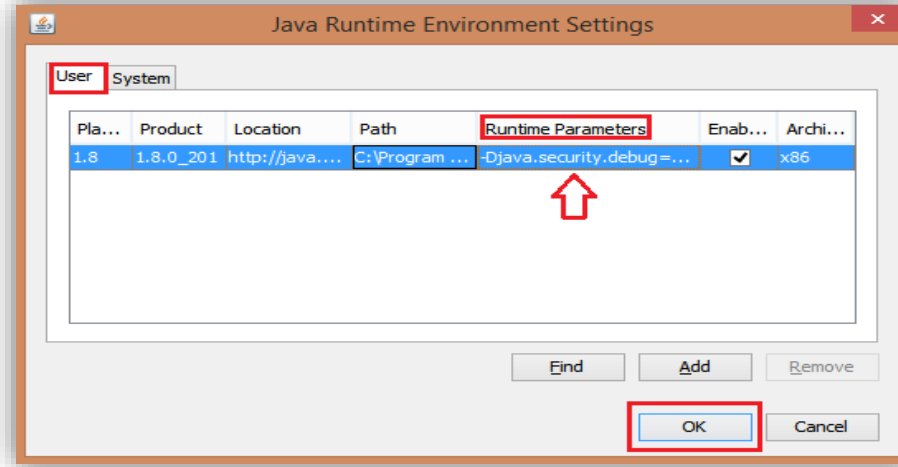 Java Runtime Environment Settings
User System
Pla... Product Location Path Runtime Parameters Enab... Archi...
1.8 1.8.0_201 http://java.... C:\Program ... -Djava.security.debug=... x86
Find Add Remove
OK Cancel